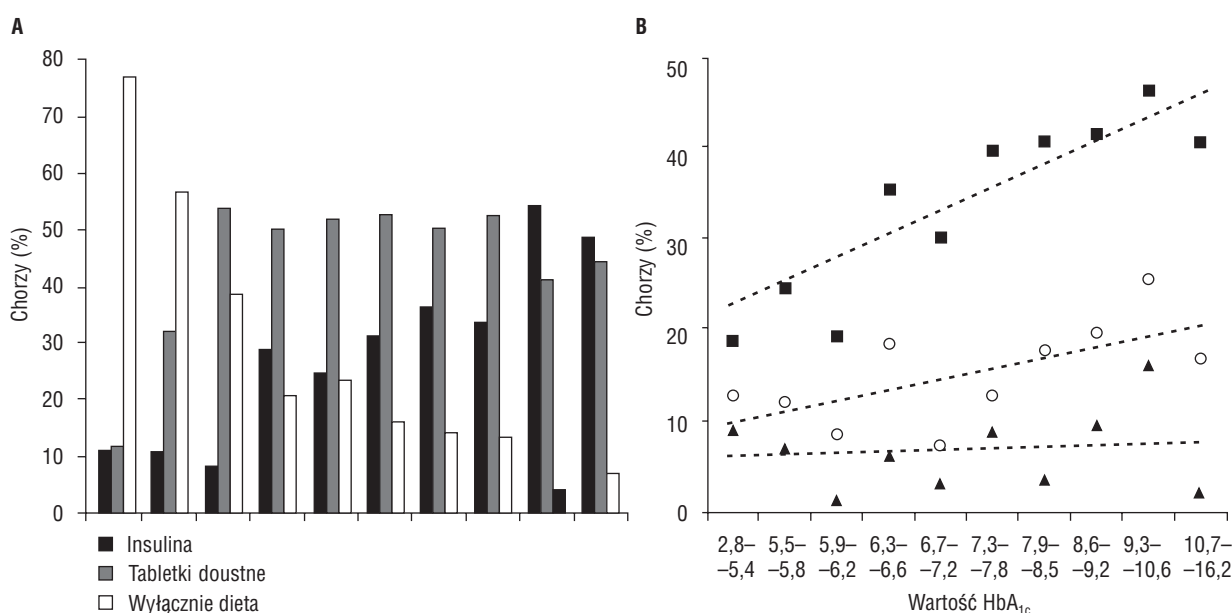 A
Chorzy (%)
80
70
60
50
40
30
20
10
0
Insulina
Tabletki doustne
Wyłącznie dieta
B
Chorzy (%)
50
40
30
20
10
0
2,8– 5,5– 5,9– 6,3– 6,7– 7,3– 7,9– 8,6– 9,3– 10,7–
–5,4 –5,8 –6,2 –6,6 –7,2 –7,8 –8,5 –9,2 –10,6 –16,2
Wartość HbA1c